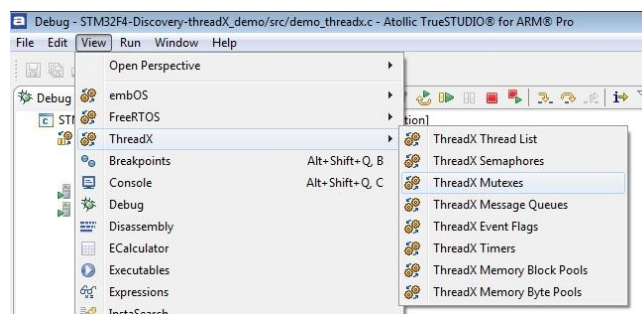 Debug - STM32F4-Discovery-threadX_demo/src/demo_threadx.c - Atollic TrueSTUDIO® for ARM® Pro
File Edit View Run Window Help
Open Perspective
Debug
embOS
FreeRTOS
ThreadX
ThreadX Thread List
Breakpoints Alt+Shift+Q, B
ThreadX Semaphores
Console Alt+Shift+Q, C
ThreadX Mutexes
Debug
ThreadX Message Queues
Disassembly
ThreadX Event Flags
ECalculator
ThreadX Timers
Executables
ThreadX Memory Block Pools
Expressions
ThreadX Memory Byte Pools
InstaSearch